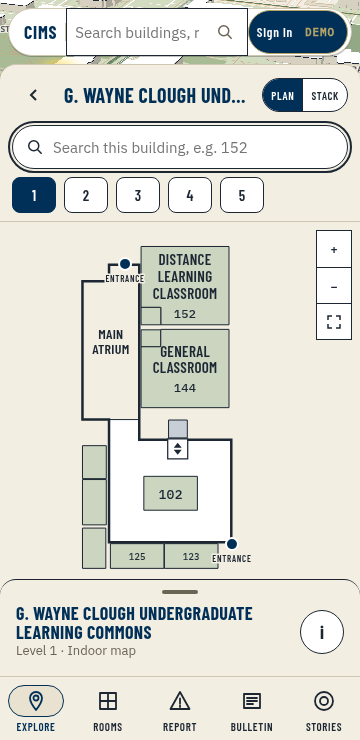 CIMS
Search buildings, r
Sign In DEMO
G. WAYNE CLOUGH UND...
PLAN
STACK
Search this building, e.g. 152
1
2
3
4
5
+
−
DISTANCE
LEARNING
CLASSROOM
152
ENTRANCE
MAIN
ATRIUM
GENERAL
CLASSROOM
144
102
125
123
ENTRANCE
G. WAYNE CLOUGH UNDERGRADUATE
LEARNING COMMONS
Level 1 · Indoor map
i
EXPLORE
ROOMS
REPORT
BULLETIN
STORIES